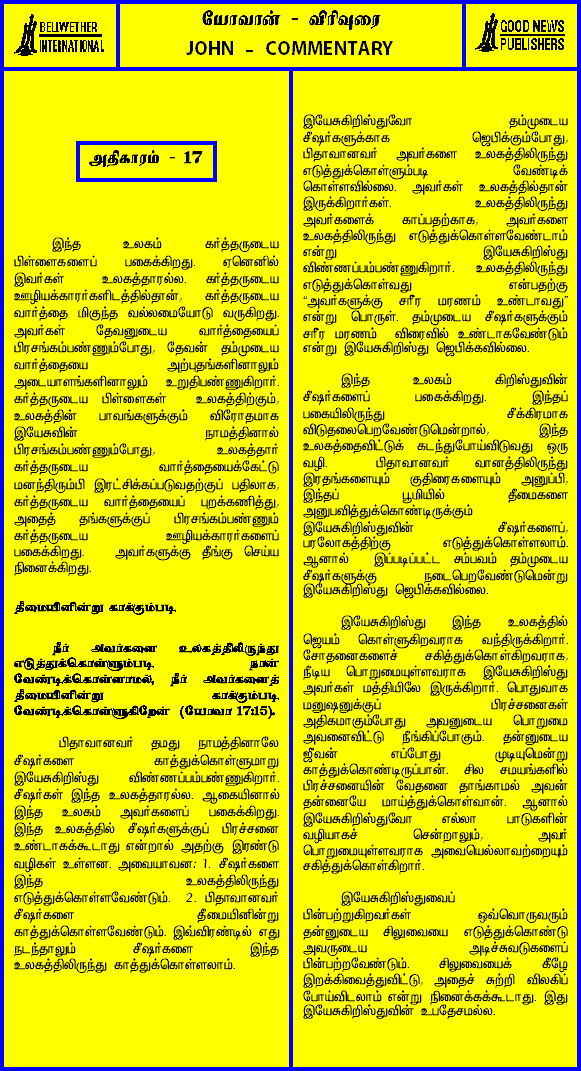 BELLWETHER
INTERNATIONAL
யோவான் - விரிவுரை
JOHN - COMMENTARY
GOOD NEWS
PUBLISHERS
அதிகாரம் - 17
இந்த உலகம் கர்த்தருடைய
பிள்ளைகளைப் பகைக்கிறது. ஏனெனில்
இவர்கள் உலகத்தாரல்ல. கர்த்தருடைய
ஊழியக்காரர்களிடத்தில்தான், கர்த்தருடைய
வார்த்தை மிகுந்த வல்லமையோடு வருகிறது.
அவர்கள் தேவனுடைய வார்த்தையைப்
பிரசங்கம்பண்ணும்போது, தேவன் தம்முடைய
வார்த்தையை அற்புதங்களினாலும்
அடையாளங்களினாலும் உறுதிபண்ணுகிறார்.
கர்த்தருடைய பிள்ளைகள் உலகத்திற்கும்,
உலகத்தின் பாவங்களுக்கும் விரோதமாக
இயேசுவின் நாமத்தினால்
பிரசங்கம்பண்ணும்போது, உலகத்தார்
கர்த்தருடைய வார்த்தையைக்கேட்டு
மனந்திரும்பி இரட்சிக்கப்படுவதற்குப் பதிலாக,
கர்த்தருடைய வார்த்தையைப் புறக்கணித்து,
அதைத் தங்களுக்குப் பிரசங்கம்பண்ணும்
கர்த்தருடைய ஊழியக்காரர்களைப்
பகைக்கிறது. அவர்களுக்கு தீங்கு செய்ய
நினைக்கிறது.
தீமையினின்று காக்கும்படி
நீர் அவர்களை உலகத்திலிருந்து
எடுத்துக்கொள்ளும்படி நான்
வேண்டிக்கொள்ளாமல், நீர் அவர்களைத்
தீமையினின்று காக்கும்படி
வேண்டிக்கொள்ளுகிறேன் (யோவா 17:15).
பிதாவானவர் தமது நாமத்தினாலே
சீஷர்களை காத்துக்கொள்ளுமாறு
இயேசுகிறிஸ்து விண்ணப்பம்பண்ணுகிறார்.
சீஷர்கள் இந்த உலகத்தாரல்ல. ஆகையினால்
இந்த உலகம் அவர்களைப் பகைக்கிறது.
இந்த உலகத்தில் சீஷர்களுக்குப் பிரச்சனை
உண்டாகக்கூடாது என்றால் அதற்கு இரண்டு
வழிகள் உள்ளன. அவையாவன: 1. சீஷர்களை
இந்த உலகத்திலிருந்து
எடுத்துக்கொள்ளவேண்டும். 2. பிதாவானவர்
சீஷர்களை தீமையினின்று
காத்துக்கொள்ளவேண்டும். இவ்விரண்டில் எது
நடந்தாலும் சீஷர்களை இந்த
உலகத்திலிருந்து காத்துக்கொள்ளலாம்.
இயேசுகிறிஸ்துவோ தம்முடைய
சீஷர்களுக்காக ஜெபிக்கும்போது,
பிதாவானவர் அவர்களை உலகத்திலிருந்து
எடுத்துக்கொள்ளும்படி வேண்டிக்
கொள்ளவில்லை. அவர்கள் உலகத்தில்தான்
இருக்கிறார்கள். உலகத்திலிருந்து
அவர்களைக் காப்பதற்காக, அவர்களை
உலகத்திலிருந்து எடுத்துக்கொள்ளவேண்டாம்
என்று இயேசுகிறிஸ்து
விண்ணப்பம்பண்ணுகிறார். உலகத்திலிருந்து
எடுத்துக்கொள்வது என்பதற்கு
“அவர்களுக்கு சரீர மரணம் உண்டாவது”
என்று பொருள். தம்முடைய சீஷர்களுக்கும்
சரீர மரணம் விரைவில் உண்டாகவேண்டும்
என்று இயேசுகிறிஸ்து ஜெபிக்கவில்லை.
இந்த உலகம் கிறிஸ்துவின்
சீஷர்களைப் பகைக்கிறது. இந்தப்
பகையிலிருந்து சீக்கிரமாக
விடுதலைபெறவேண்டுமென்றால், இந்த
உலகத்தைவிட்டுக் கடந்துபோய்விடுவது ஒரு
வழி. பிதாவானவர் வானத்திலிருந்து
இரதங்களையும் குதிரைகளையும் அனுப்பி,
இந்தப் பூமியில் தீமைகளை
அனுபவித்துக்கொண்டிருக்கும்
இயேசுகிறிஸ்துவின் சீஷர்களைப்,
பரலோகத்திற்கு எடுத்துக்கொள்ளலாம்.
ஆனால் இப்படிப்பட்ட சம்பவம் தம்முடைய
சீஷர்களுக்கு நடைபெறவேண்டுமென்று
இயேசுகிறிஸ்து ஜெபிக்கவில்லை.
இயேசுகிறிஸ்து இந்த உலகத்தில்
ஜெயம் கொள்ளுகிறவராக வந்திருக்கிறார்.
சோதனைகளைச் சகித்துக்கொள்கிறவராக,
நீடிய பொறுமையுள்ளவராக இயேசுகிறிஸ்து
அவர்கள் மத்தியிலே இருக்கிறார். பொதுவாக
மனுஷனுக்குப் பிரச்சனைகள்
அதிகமாகும்போது அவனுடைய பொறுமை
அவனைவிட்டு நீங்கிப்போகும். தன்னுடைய
ஜீவன் எப்போது முடியுமென்று
காத்துக்கொண்டிருப்பான். சில சமயங்களில்
பிரச்சனையின் வேதனை தாங்காமல் அவன்
தன்னையே மாய்த்துக்கொள்வான். ஆனால்
இயேசுகிறிஸ்துவோ எல்லா பாடுகளின்
வழியாகச் சென்றாலும், அவர்
பொறுமையுள்ளவராக அவையெல்லாவற்றையும்
சகித்துக்கொள்கிறார்.
இயேசுகிறிஸ்துவைப்
பின்பற்றுகிறவர்கள் ஒவ்வொருவரும்
தன்னுடைய சிலுவையை எடுத்துக்கொண்டு
அவருடைய அடிச்சுவடுகளைப்
பின்பற்றவேண்டும். சிலுவையைக் கீழே
இறக்கிவைத்துவிட்டு, அதைச் சுற்றி விலகிப்
போய்விடலாம் என்று நினைக்கக்கூடாது. இது
இயேசுகிறிஸ்துவின் உபதேசமல்ல.